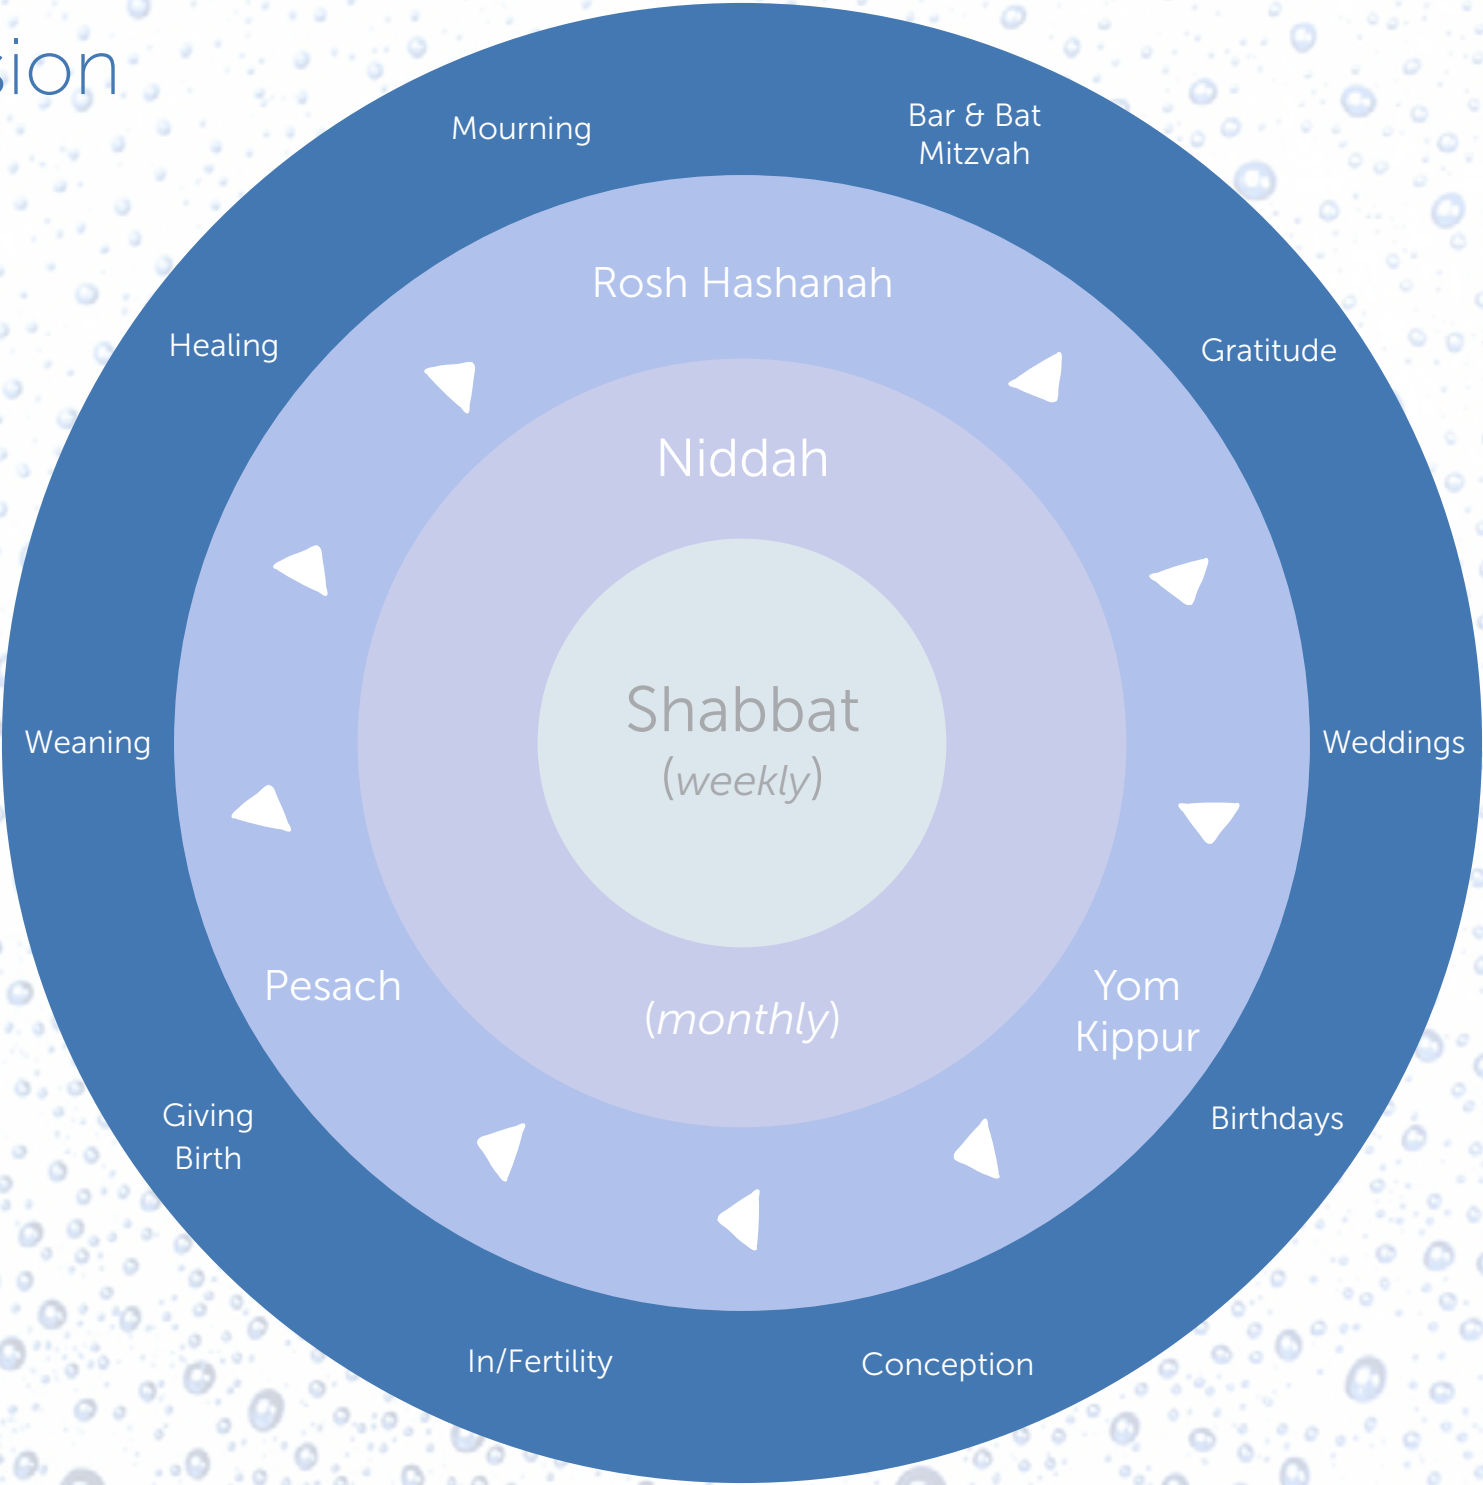 sion
Mourning
Bar & Bat
Mitzvah
Rosh Hashanah
Healing
Gratitude
Niddah
Shabbat
(weekly)
Weaning
Weddings
Pesach
Yom
Kippur
(monthly)
Giving
Birth
Birthdays
In/Fertility
Conception